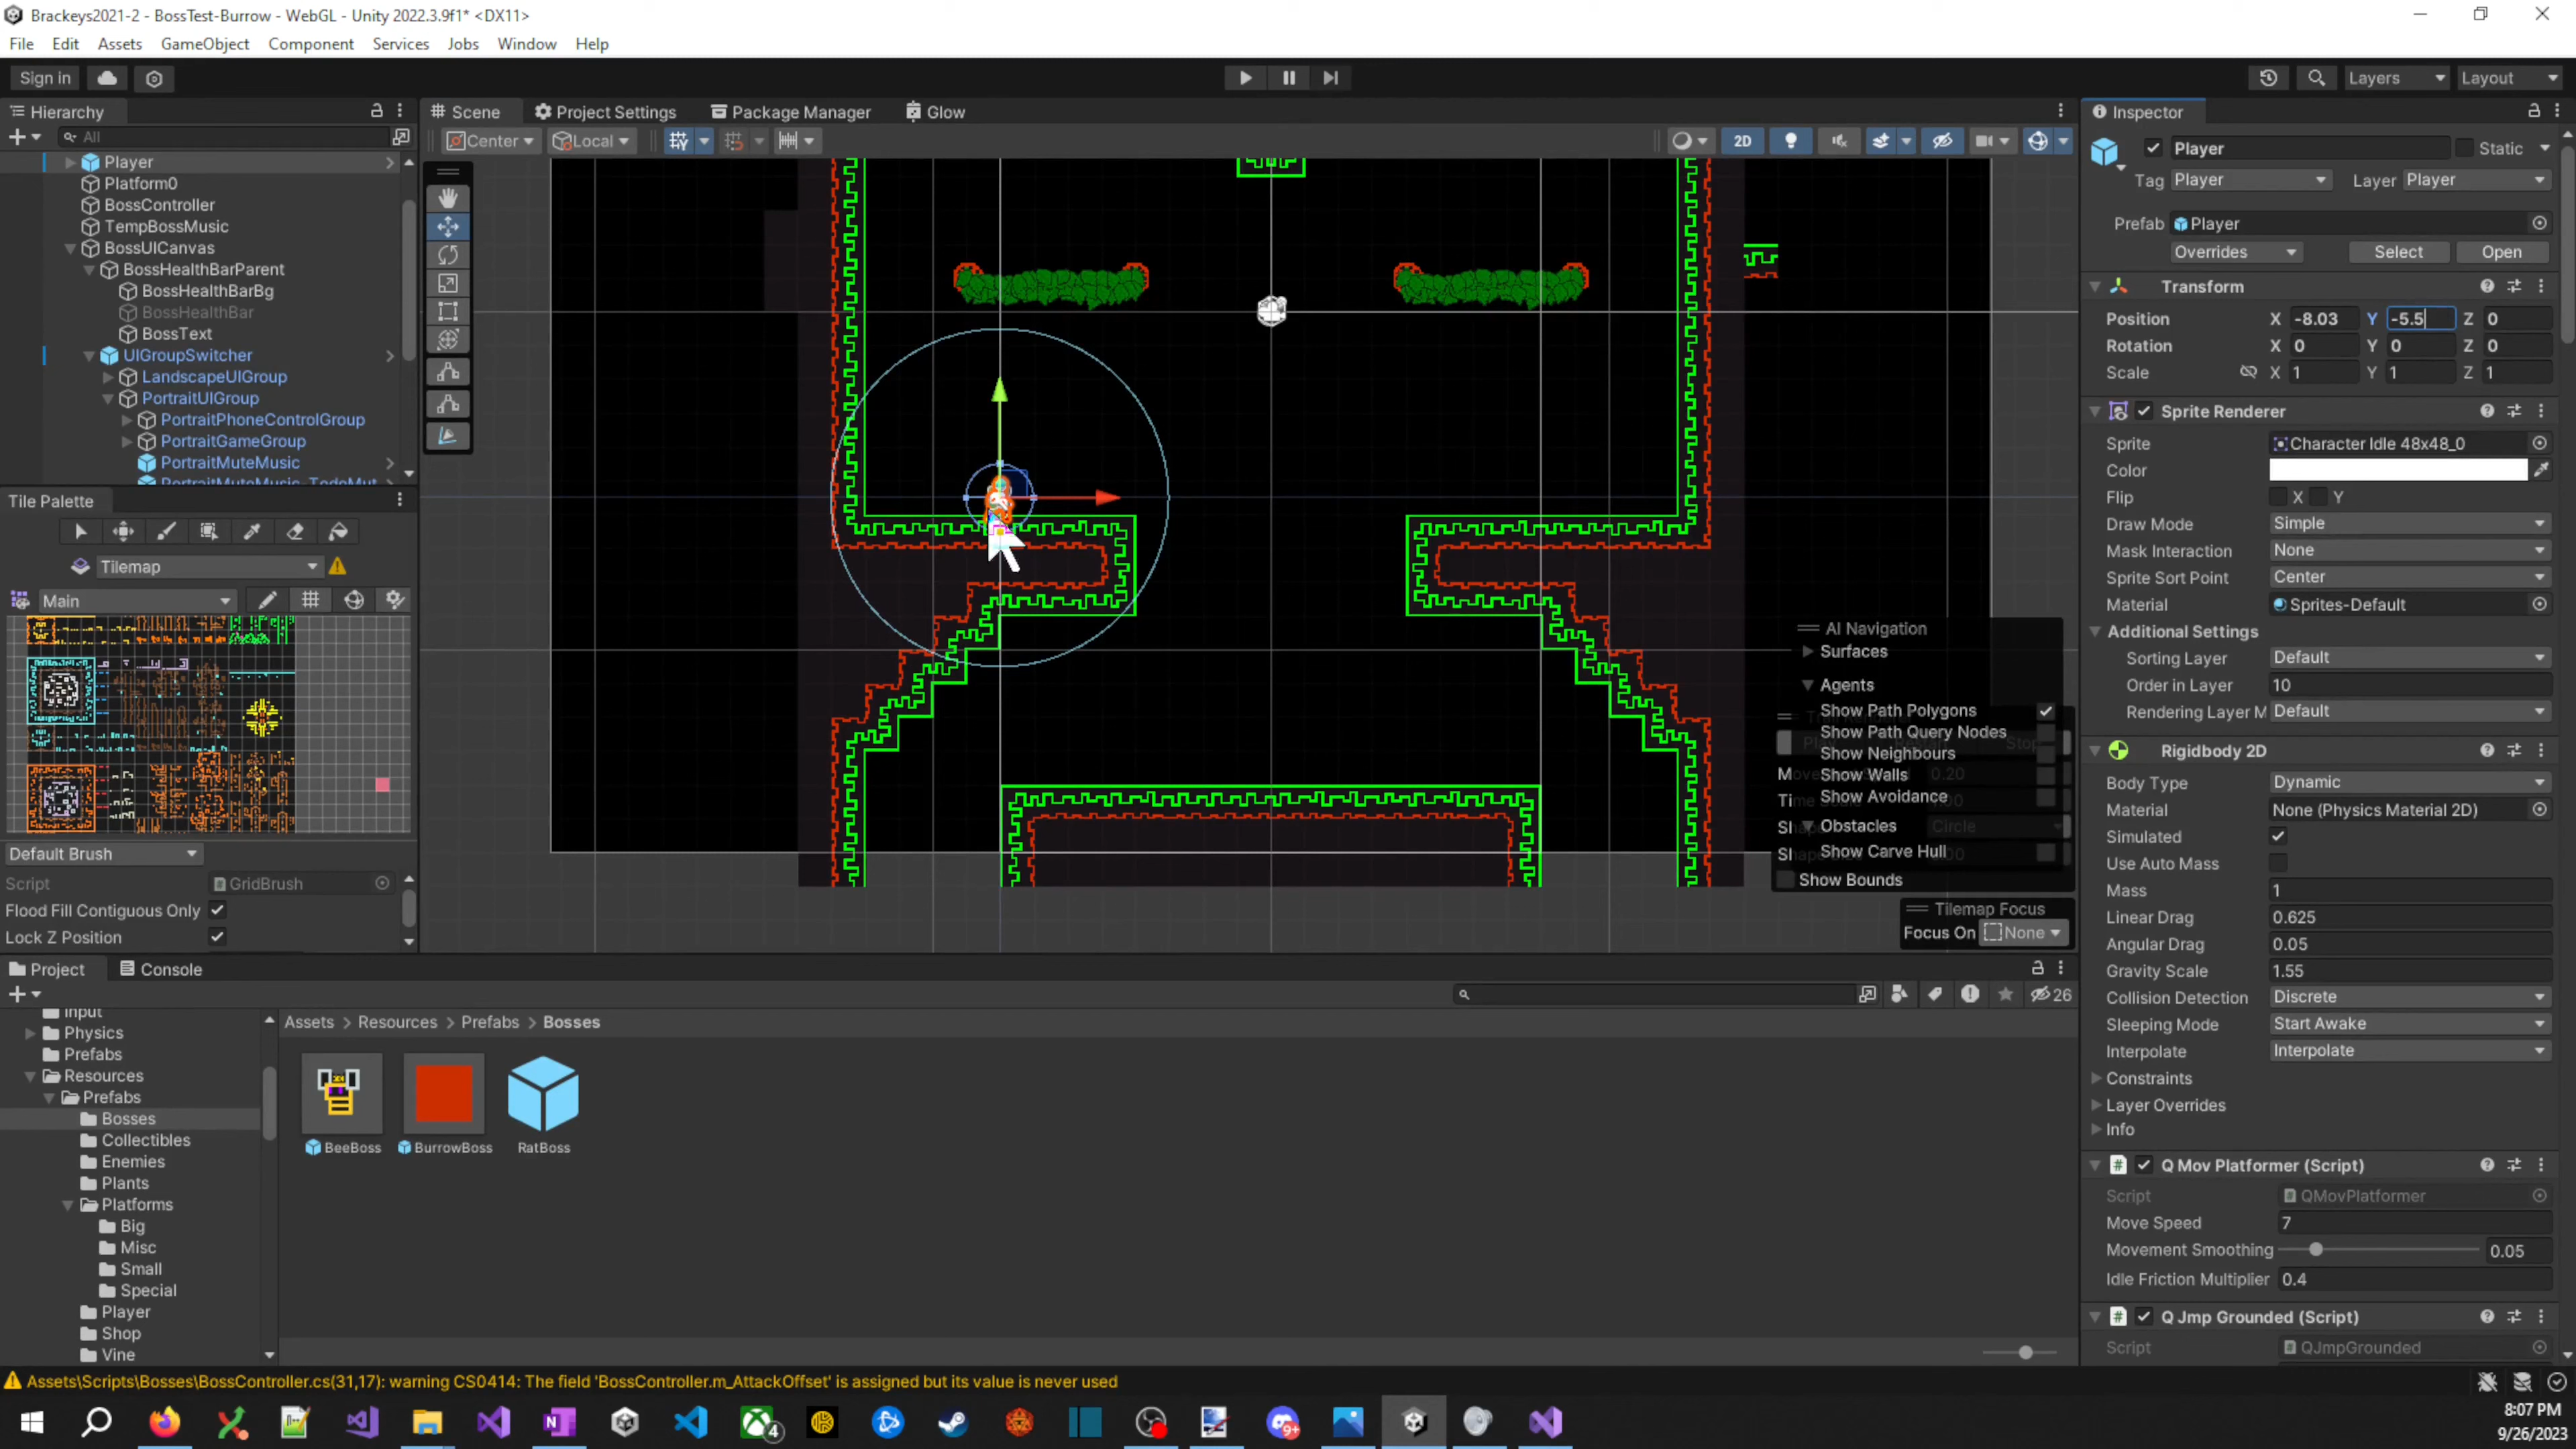 Brackeys2021-2 - BossTest-Burrow - WebGL - Unity 2022.3.9f1* <DX11>
File Edit Assets GameObject Component Services Jobs Window Help
Sign in
Layers
Layout
Hierarchy
All
Player
Platform0
BossController
TempBossMusic
BossUICanvas
BossHealthBarParent
BossHealthBarBg
BossHealthBar
BossText
UIGroupSwitcher
LandscapeUIGroup
PortraitUIGroup
PortraitPhoneControlGroup
PortraitGameGroup
PortraitMuteMusic
Tile Palette
Tilemap
Main
Default Brush
Script GridBrush
Flood Fill Contiguous Only
Lock Z Position
Scene Project Settings Package Manager Glow
Center Local 2D
AI Navigation
Surfaces
Agents
Show Path Polygons
Show Path Query Nodes
Show Neighbours
Show Walls
Show Avoidance
Obstacles
Show Carve Hull
Show Bounds
Tilemap Focus
Focus On None
Inspector
Player Static
Tag Player Layer Player
Prefab Player
Overrides Select Open
Transform
Position X -8.03 Y -5.5 Z 0
Rotation X 0 Y 0 Z 0
Scale X 1 Y 1 Z 1
Sprite Renderer
Sprite Character Idle 48x48_0
Color
Flip X Y
Draw Mode Simple
Mask Interaction None
Sprite Sort Point Center
Material Sprites-Default
Additional Settings
Sorting Layer Default
Order in Layer 10
Rendering Layer M Default
Rigidbody 2D
Body Type Dynamic
Material None (Physics Material 2D)
Simulated
Use Auto Mass
Mass 1
Linear Drag 0.625
Angular Drag 0.05
Gravity Scale 1.55
Collision Detection Discrete
Sleeping Mode Start Awake
Interpolate Interpolate
Constraints
Layer Overrides
Info
Q Mov Platformer (Script)
Script QMovPlatformer
Move Speed 7
Movement Smoothing 0.05
Idle Friction Multiplier 0.4
Q Jmp Grounded (Script)
Script QJmpGrounded
Project Console
26
Input
Physics
Prefabs
Resources
Prefabs
Bosses
Collectibles
Enemies
Plants
Platforms
Big
Misc
Small
Special
Player
Shop
Vine
Assets > Resources > Prefabs > Bosses
BeeBoss BurrowBoss RatBoss
Assets\Scripts\Bosses\BossController.cs(31,17): warning CS0414: The field 'BossController.m_AttackOffset' is assigned but its value is never used
4
9+
8:07 PM
9/26/2023